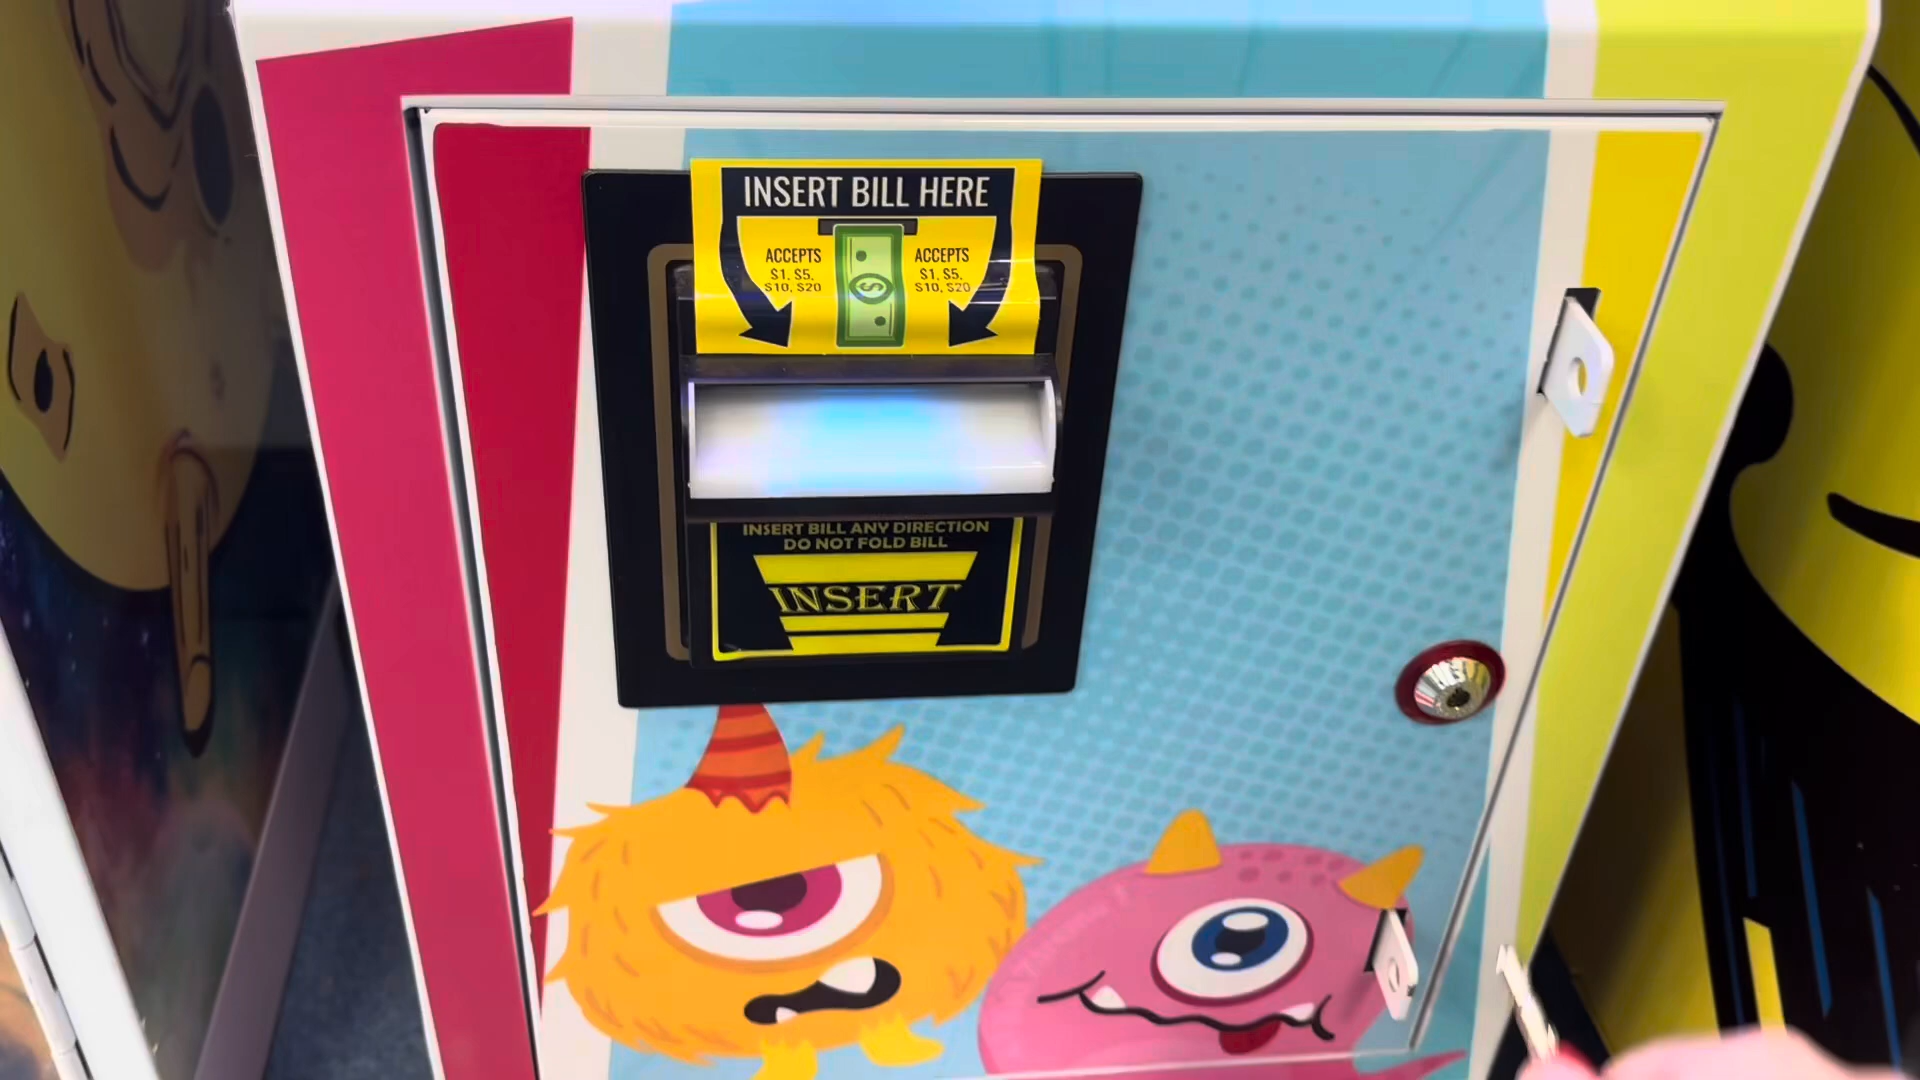 INSERT BILL HERE
ACCEPTS
$1, $5,
$10, $20
ACCEPTS
$1, $5,
$10, $20
INSERT BILL ANY DIRECTION
DO NOT FOLD BILL
INSERT